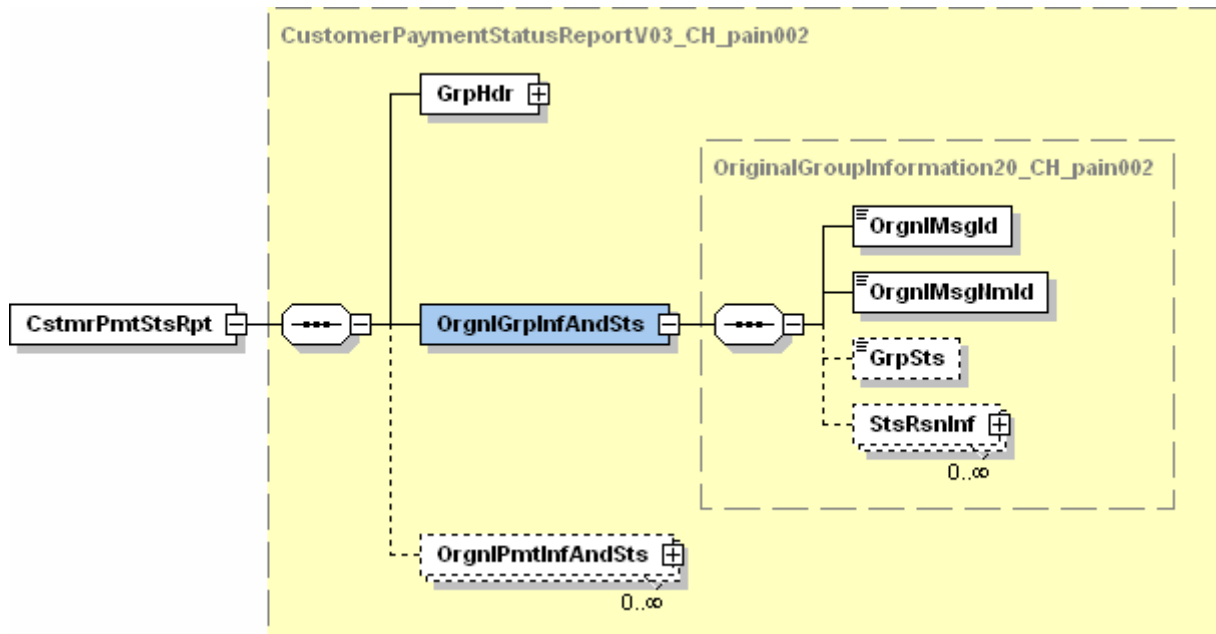 CustomerPaymentStatusReportV03_CH_pain002
GrpHdr
OriginalGroupInformation20_CH_pain002
OrgnlMsgId
OrgnlMsgNmId
CstmrPmtStsRpt
OrgnlGrpInfAndSts
GrpSts
StsRsnInf
0..∞
OrgnlPmtInfAndSts
0..∞